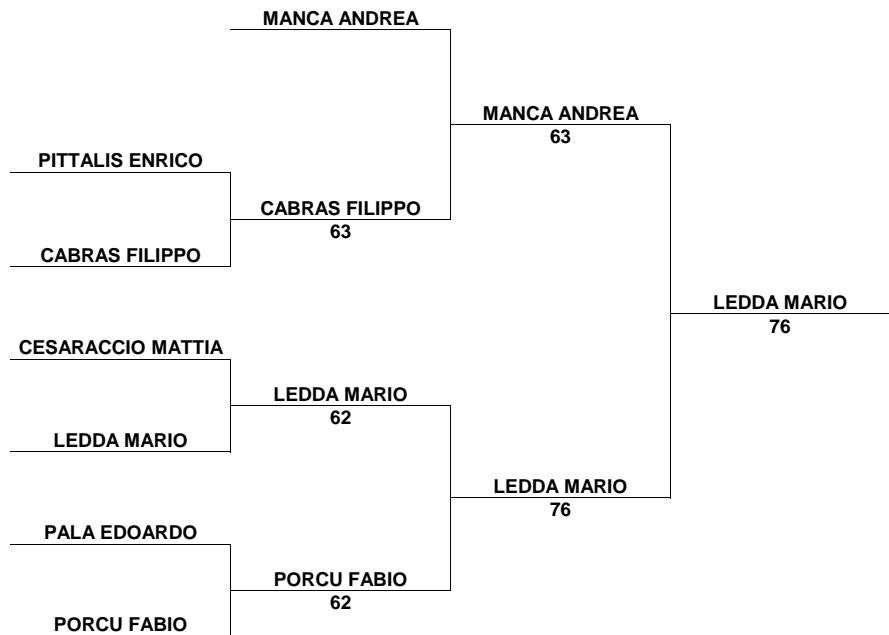 MANCA ANDREA
MANCA ANDREA
63
PITTALIS ENRICO
CABRAS FILIPPO
63
CABRAS FILIPPO
LEDDA MARIO
76
CESARACCIO MATTIA
LEDDA MARIO
62
LEDDA MARIO
LEDDA MARIO
76
PALA EDOARDO
PORCU FABIO
62
PORCU FABIO